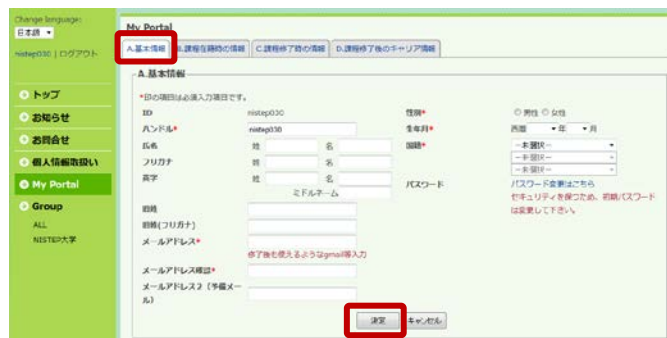 Change language:
日本語
nistep030 | ログアウト
トップ
お知らせ
お問合せ
個人情報取扱い
My Portal
Group
ALL
NISTEP大学
My Portal
A.基本情報 B.課程在籍時の情報 C.課程修了時の情報 D.課程修了後のキャリア情報
A.基本情報
*印の項目は必須入力項目です。
ID nistep030 性別* 男性 女性
ハンドル* nistep030 生年月* 西暦 年 月
氏名 姓 名 国籍* -- 未選択 --
フリガナ 姓 名 -- 未選択 --
英字 姓 名 -- 未選択 --
ミドルネーム
パスワード パスワード変更はこちら
セキュリティを保つため、初期パスワード
は変更して下さい。
旧姓
旧姓(フリガナ)
メールアドレス*
修了後も使えるようなgmail等入力
メールアドレス確認*
メールアドレス2(予備メー
ル)
決定 キャンセル